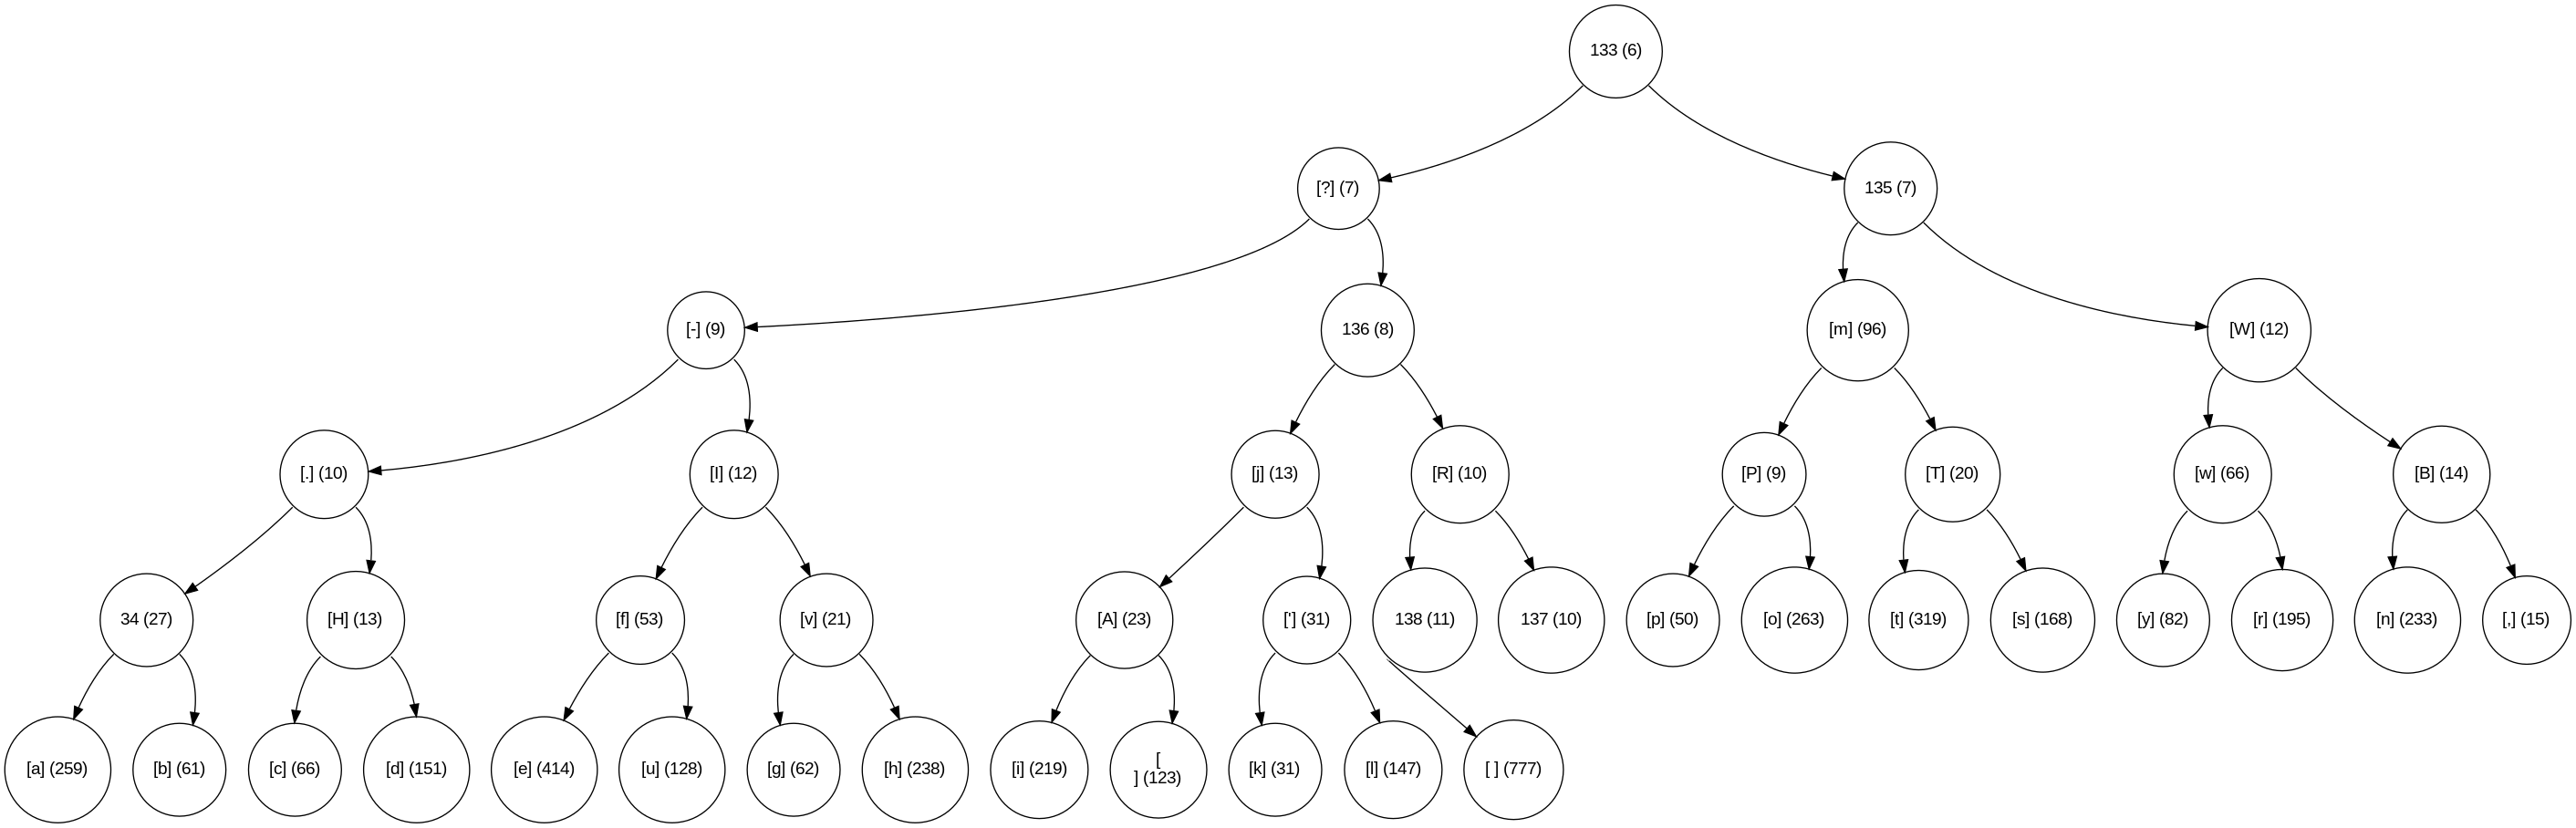 133 (6)
[?] (7)
135 (7)
[-] (9)
136 (8)
[m] (96)
[W] (12)
[.] (10)
[I] (12)
[j] (13)
[R] (10)
[P] (9)
[T] (20)
[w] (66)
[B] (14)
34 (27)
[H] (13)
[f] (53)
[v] (21)
[A] (23)
['] (31)
138 (11)
137 (10)
[p] (50)
[o] (263)
[t] (319)
[s] (168)
[y] (82)
[r] (195)
[n] (233)
[,] (15)
[a] (259)
[b] (61)
[c] (66)
[d] (151)
[e] (414)
[u] (128)
[g] (62)
[h] (238)
[i] (219)
[
] (123)
[k] (31)
[l] (147)
[ ] (777)